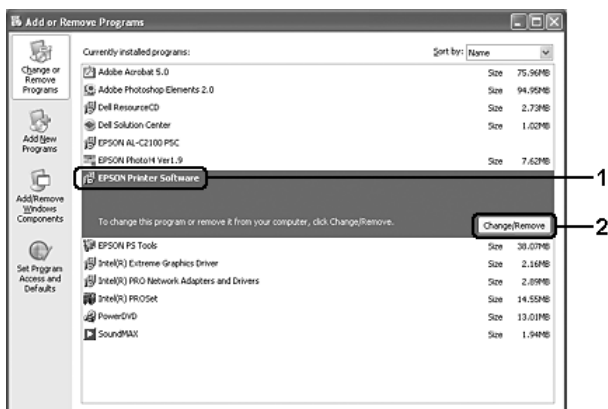 Add or Remove Programs
Change or
Remove
Programs
Add New
Programs
Add/Remove
Windows
Components
Set Program
Access and
Defaults
Currently installed programs:
Sort by: Name
Adobe Acrobat 5.0 Size 75.96MB
Adobe Photoshop Elements 2.0 Size 94.95MB
Dell ResourceCD Size 2.73MB
Dell Solution Center Size 1.02MB
EPSON AL-C2100 PSC
EPSON Photo!4 Ver1.9 Size 7.62MB
EPSON Printer Software
1
To change this program or remove it from your computer, click Change/Remove.
Change/Remove
2
EPSON PS Tools Size 38.07MB
Intel(R) Extreme Graphics Driver Size 2.16MB
Intel(R) PRO Network Adapters and Drivers Size 2.89MB
Intel(R) PROSet Size 14.55MB
PowerDVD Size 13.01MB
SoundMAX Size 1.94MB